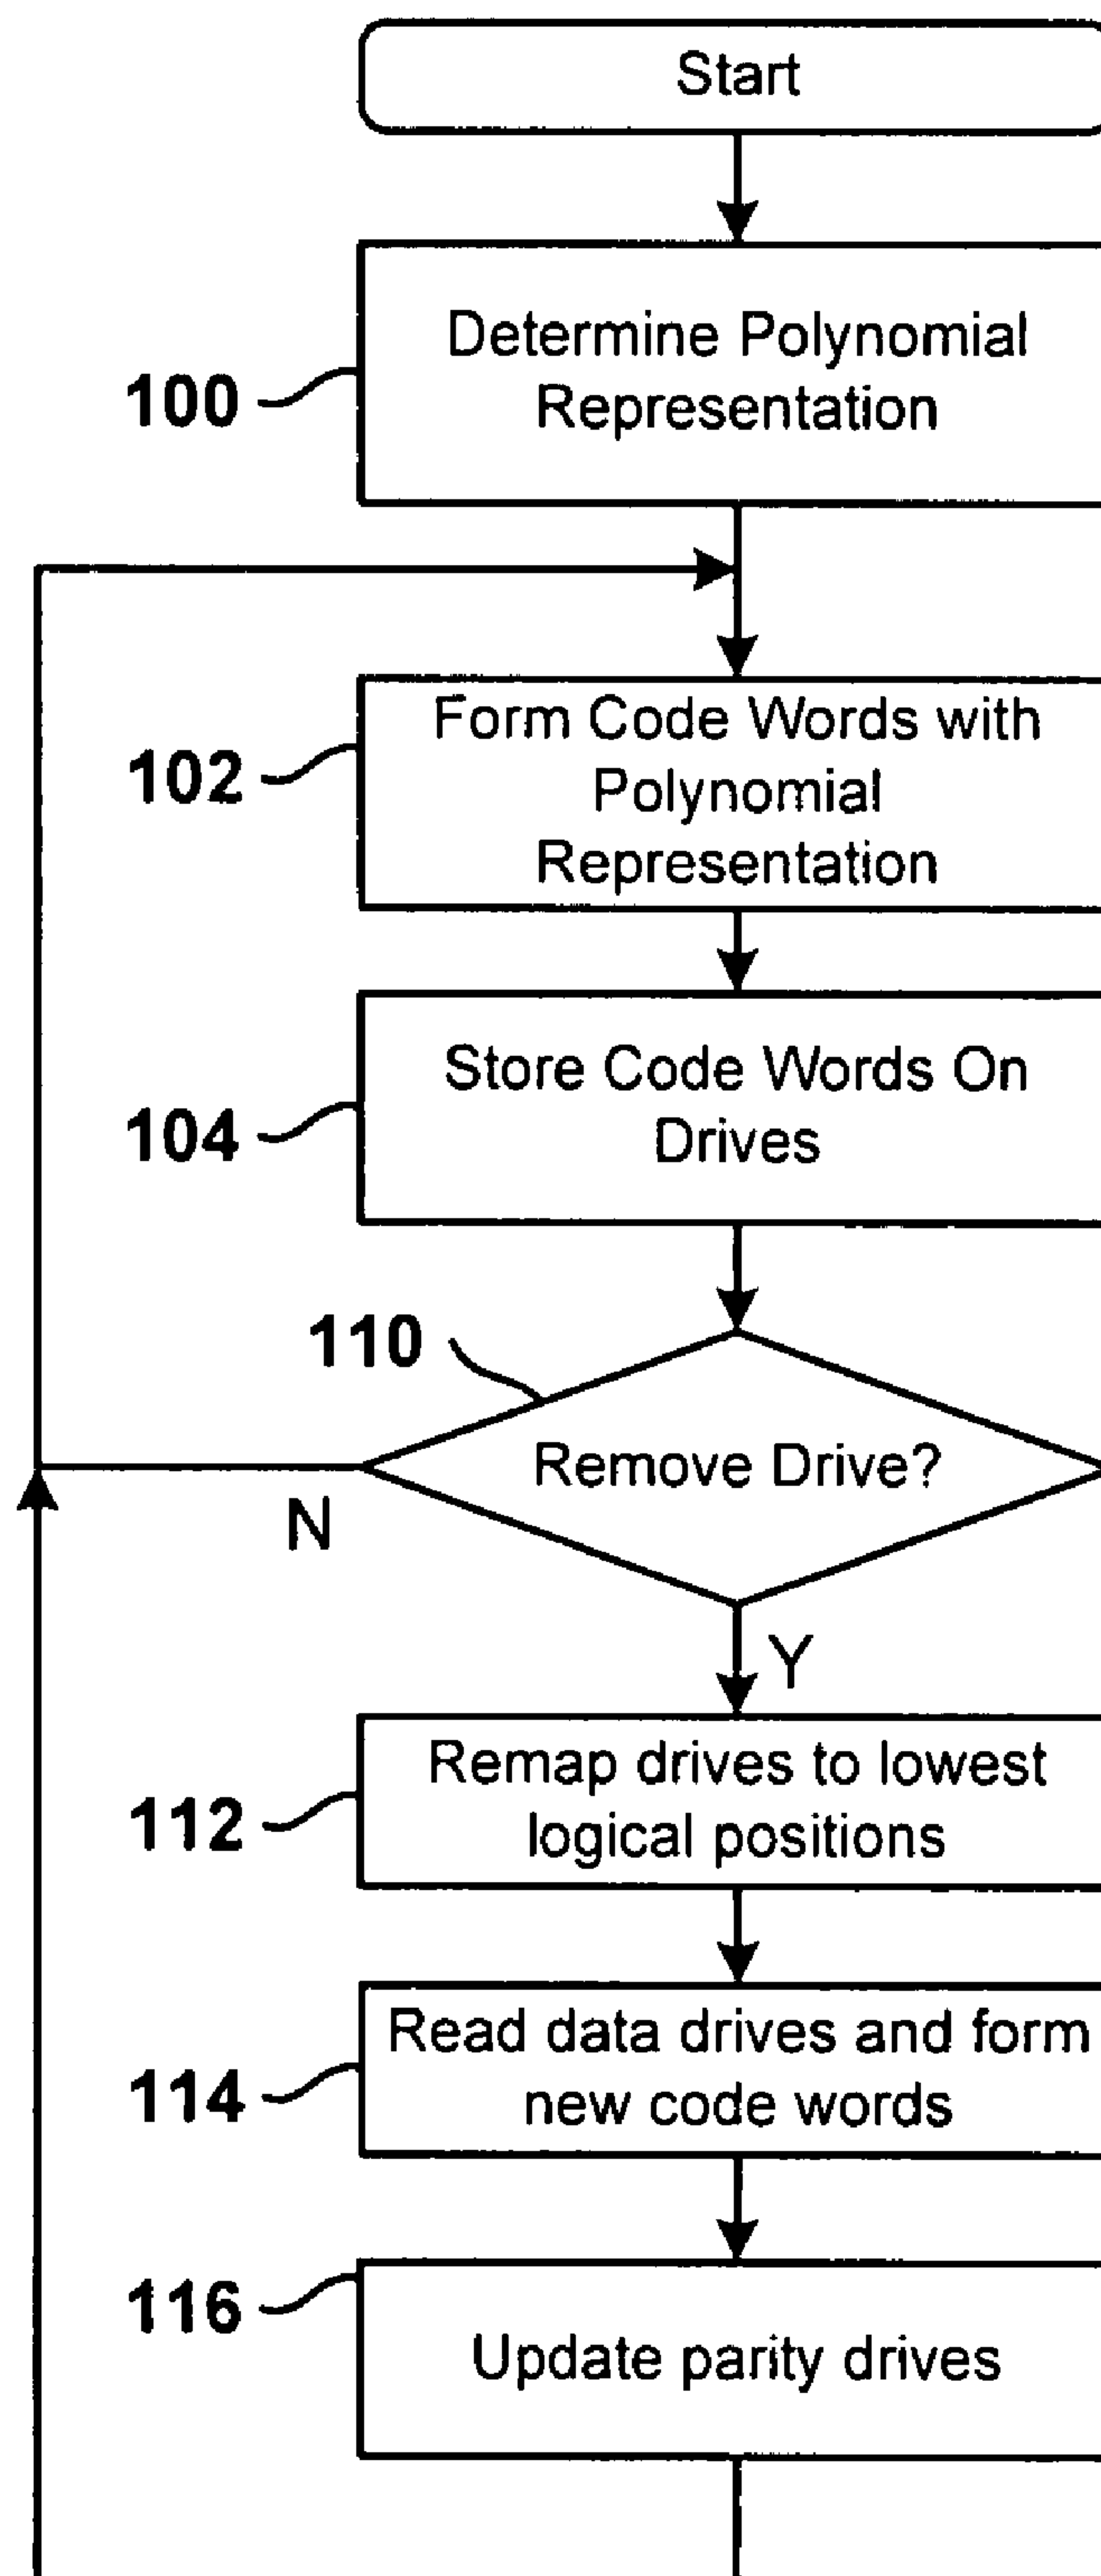 Start
Determine Polynomial
Representation
100
Form Code Words with
Polynomial
Representation
102
Store Code Words On
Drives
104
110
Remove Drive?
N
Y
Remap drives to lowest
logical positions
112
Read data drives and form
new code words
114
116
Update parity drives